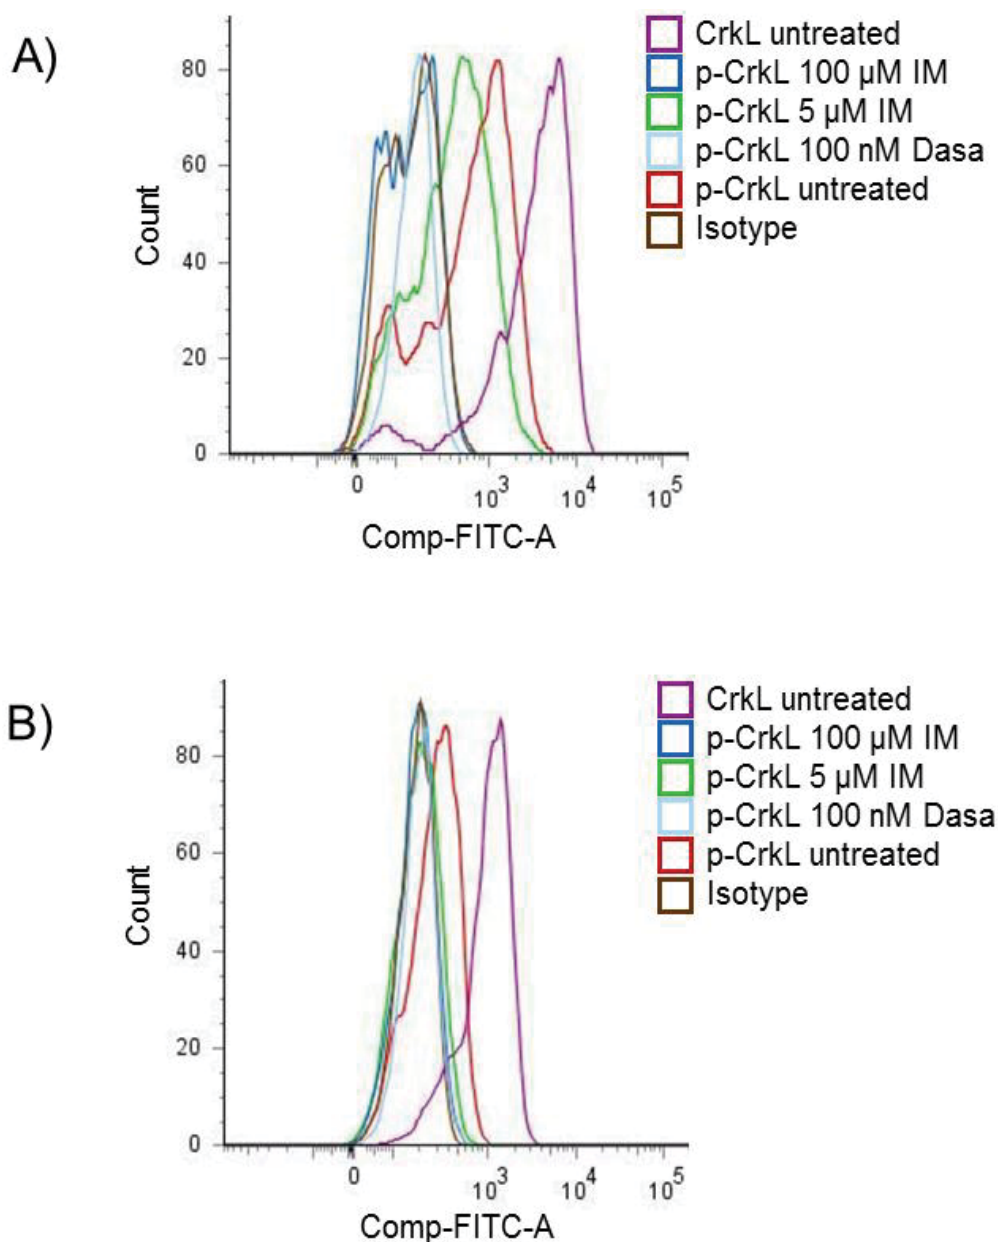 A)
CrkL untreated
p-CrkL 100 µM IM
p-CrkL 5 µM IM
p-CrkL 100 nM Dasa
p-CrkL untreated
Isotype
Count
80
60
40
20
0
0 10³ 10⁴ 10⁵
Comp-FITC-A
B)
CrkL untreated
p-CrkL 100 µM IM
p-CrkL 5 µM IM
p-CrkL 100 nM Dasa
p-CrkL untreated
Isotype
Count
80
60
40
20
0
0 10³ 10⁴ 10⁵
Comp-FITC-A